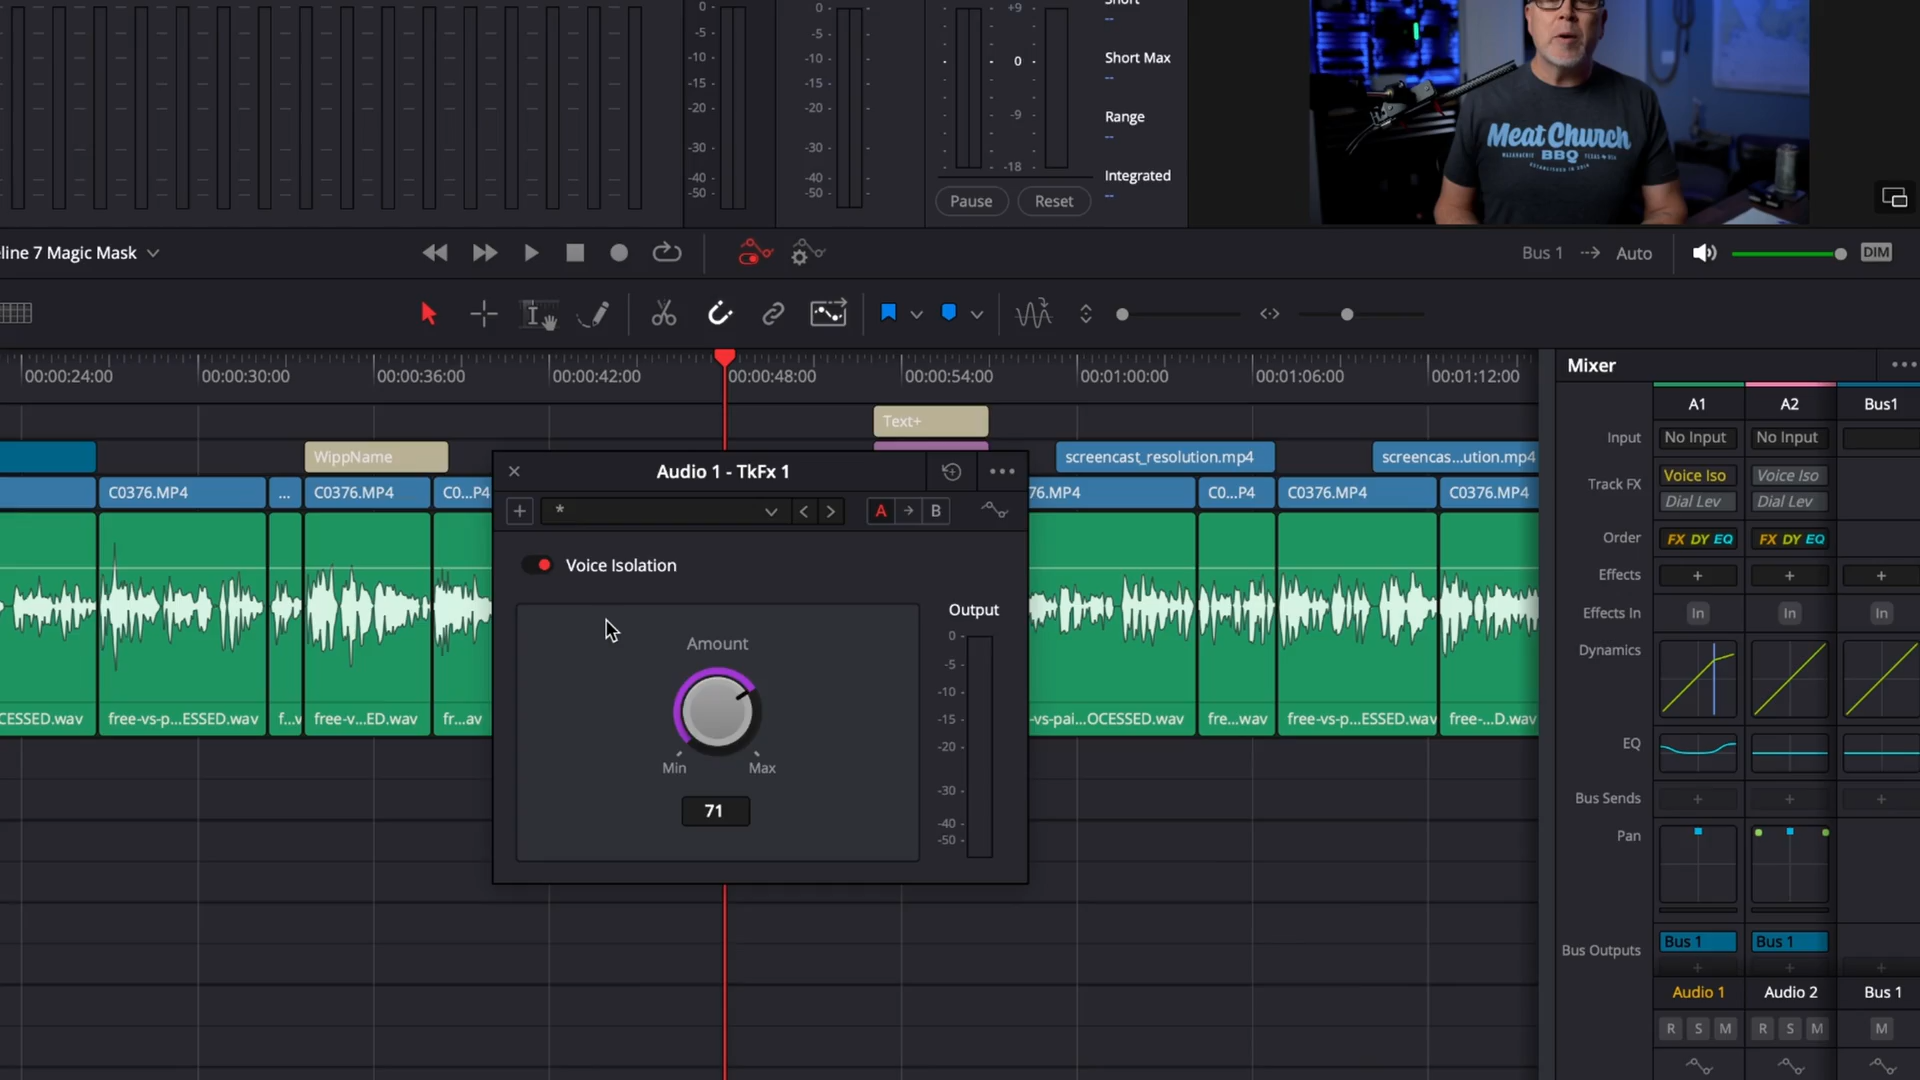 0
-5
-10
-15
-20
-30
-40
-50
0
-5
-10
-15
-20
-30
-40
-50
+9
0
-9
-18
Pause
Reset
Short
--
Short Max
--
Range
--
Integrated
--
Meat Church
BBQ
eline 7 Magic Mask
Bus 1
Auto
DIM
00:00:24:00
00:00:30:00
00:00:36:00
00:00:42:00
00:00:48:00
00:00:54:00
00:01:00:00
00:01:06:00
00:01:12:00
Text+
WippName
screencast_resolution.mp4
screencas...ution.mp4
C0376.MP4
...
C0376.MP4
C0...P4
76.MP4
C0...P4
C0376.MP4
C0376.MP4
CESSED.wav
free-vs-p...ESSED.wav
f...v
free-v...ED.wav
fr...av
-vs-pai...OCESSED.wav
fre...wav
free-vs-p...ESSED.wav
free-...D.wav
Audio 1 - TkFx 1
*
A
B
Voice Isolation
Amount
Min
Max
71
Output
0
-5
-10
-15
-20
-30
-40
-50
Mixer
A1
A2
Bus1
Input
No Input
No Input
Track FX
Voice Iso
Voice Iso
Dial Lev
Dial Lev
Order
FX DY EQ
FX DY EQ
Effects
+
+
+
Effects In
In
In
In
Dynamics
EQ
Bus Sends
+
+
+
Pan
Bus Outputs
Bus 1
Bus 1
+
+
+
Audio 1
Audio 2
Bus 1
R S M
R S M
M